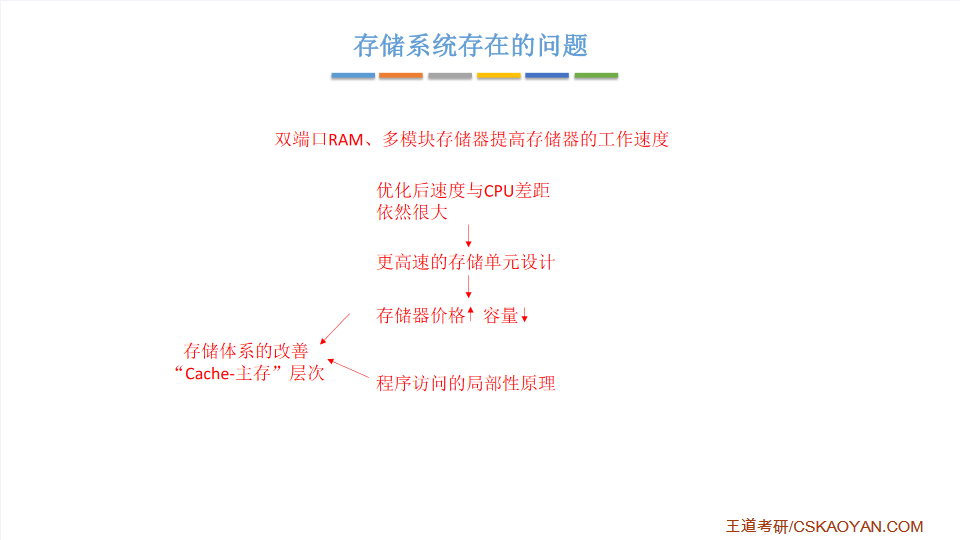 存储系统存在的问题
双端口RAM、多模块存储器提高存储器的工作速度
优化后速度与CPU差距
依然很大
更高速的存储单元设计
存储器价格 容量
存储体系的改善
“Cache-主存”层次
程序访问的局部性原理
王道考研/CSKAOYAN.COM